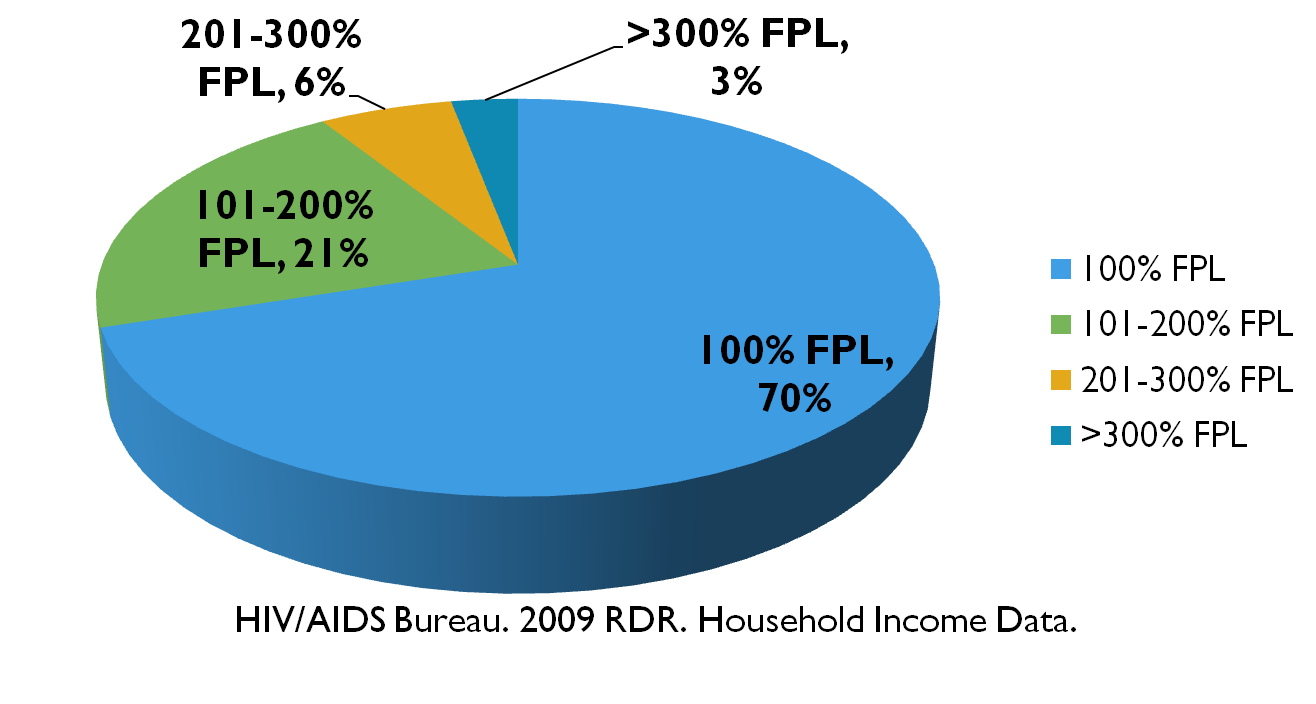 201-300%
FPL, 6%
>300% FPL,
3%
101-200%
FPL, 21%
100% FPL,
70%
100% FPL
101-200% FPL
201-300% FPL
>300% FPL
HIV/AIDS Bureau. 2009 RDR. Household Income Data.